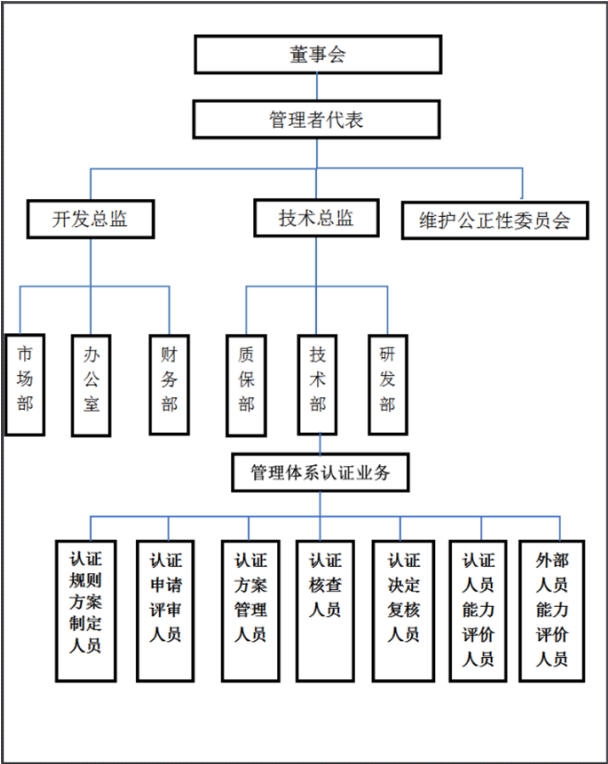 董事会
管理者代表
开发总监
技术总监
维护公正性委员会
市场部
办公室
财务部
质保部
技术部
研发部
管理体系认证业务
认证
规则
方案
制定
人员
认证
申请
评审
人员
认证
方案
管理
人员
认证
核查
人员
认证
决定
复核
人员
认证
人员
能力
评价
人员
外部
人员
能力
评价
人员